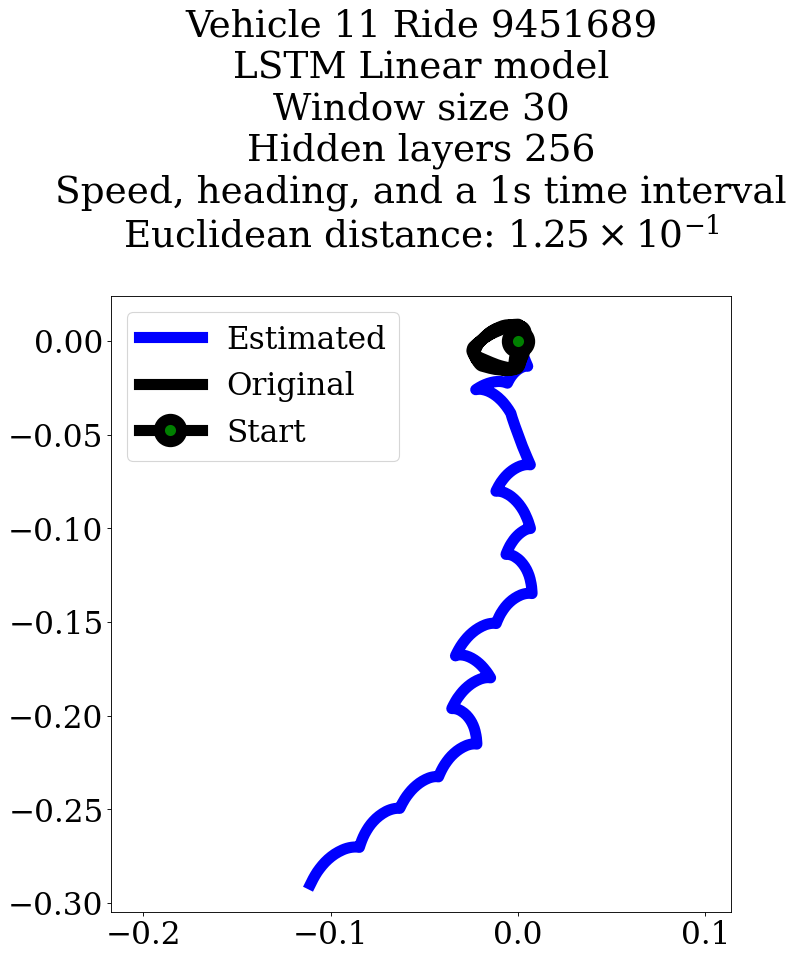 Vehicle 11 Ride 9451689
LSTM Linear model
Window size 30
Hidden layers 256
Speed, heading, and a 1s time interval
Euclidean distance: 1.25 × 10⁻¹
Estimated
Original
Start
0.00
−0.05
−0.10
−0.15
−0.20
−0.25
−0.30
−0.2
−0.1
0.0
0.1